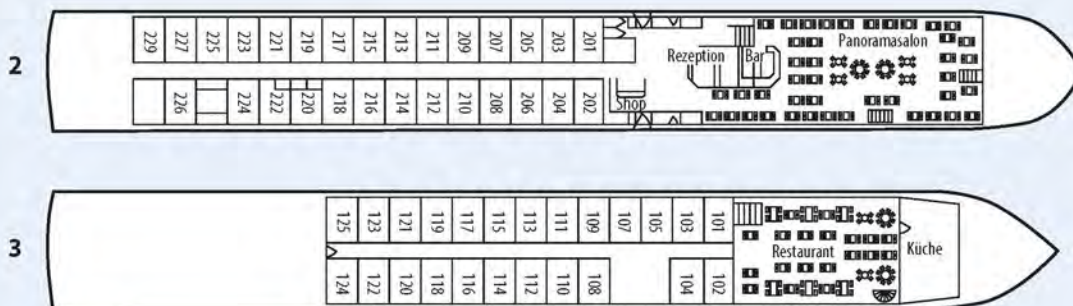 2
229 227 225 223 221 219 217 215 213 211 209 207 205 203 201
Rezeption Bar Panoramasalon
226 224 222 220 218 216 214 212 210 208 206 204 202
Shop
3
125 123 121 119 117 115 113 111 109 107 105 103 101
Restaurant Küche
124 122 120 118 116 114 112 110 108 104 102